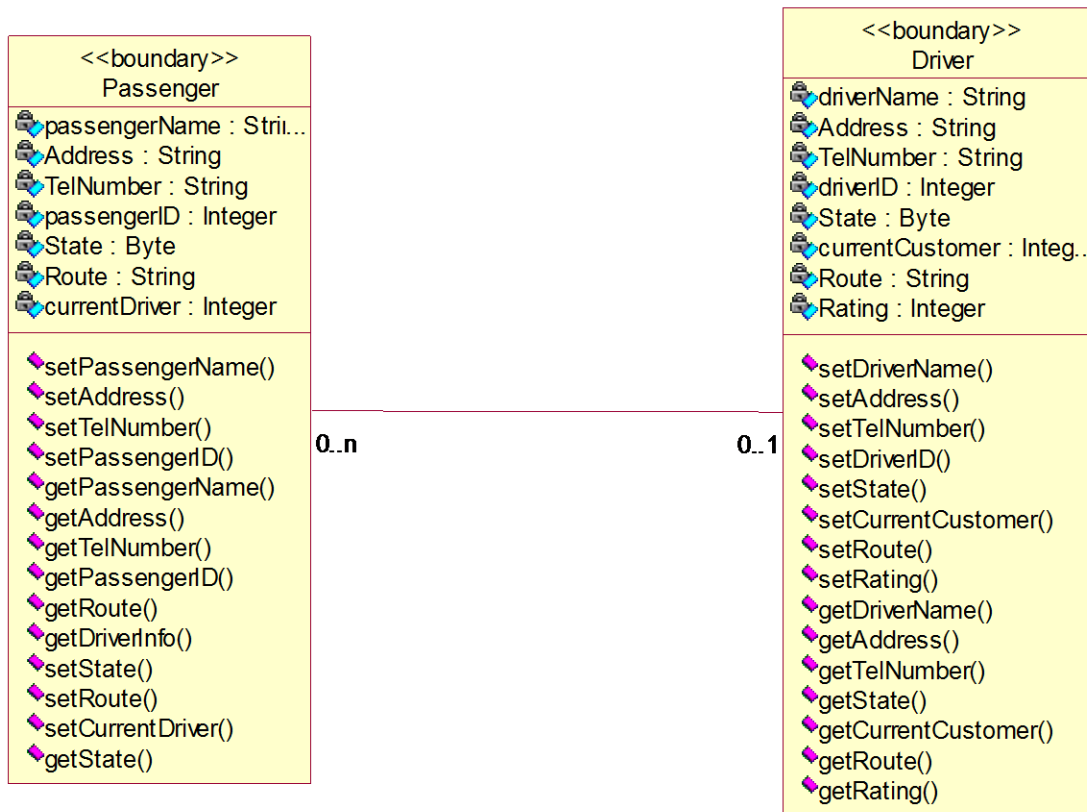 <<boundary>>
Passenger
passengerName : Strin...
Address : String
TelNumber : String
passengerID : Integer
State : Byte
Route : String
currentDriver : Integer
setPassengerName()
setAddress()
setTelNumber()
setPassengerID()
getPassengerName()
getAddress()
getTelNumber()
getPassengerID()
getRoute()
getDriverInfo()
setState()
setRoute()
setCurrentDriver()
getState()
0..n
0..1
<<boundary>>
Driver
driverName : String
Address : String
TelNumber : String
driverID : Integer
State : Byte
currentCustomer : Integ...
Route : String
Rating : Integer
setDriverName()
setAddress()
setTelNumber()
setDriverID()
setState()
setCurrentCustomer()
setRoute()
setRating()
getDriverName()
getAddress()
getTelNumber()
getState()
getCurrentCustomer()
getRoute()
getRating()